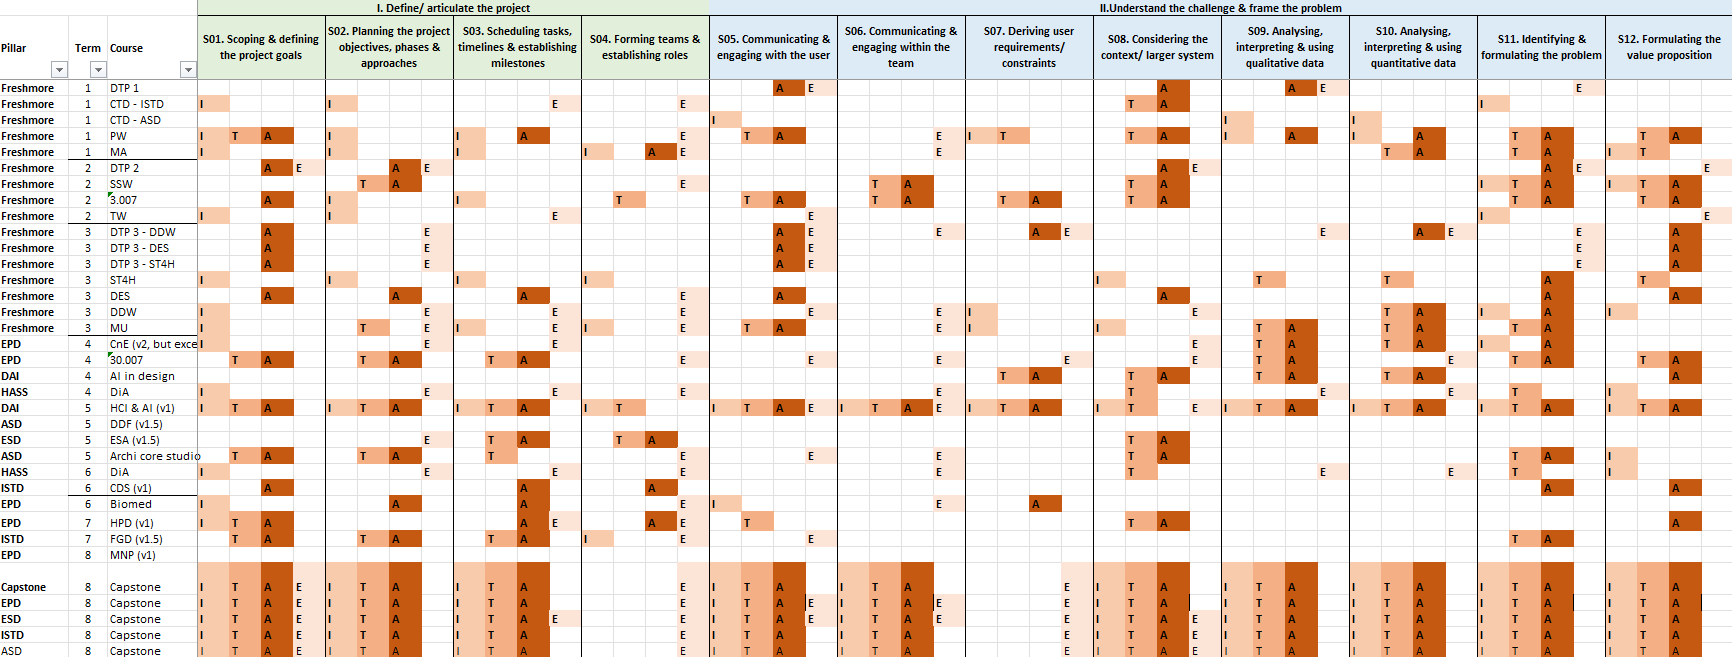 I. Define/ articulate the project II.Understand the challenge & frame the problem
Pillar Term Course S01. Scoping & defining the project goals S02. Planning the project objectives, phases & approaches S03. Scheduling tasks, timelines & establishing milestones S04. Forming teams & establishing roles S05. Communicating & engaging with the user S06. Communicating & engaging within the team S07. Deriving user requirements/ constraints S08. Considering the context/ larger system S09. Analysing, interpreting & using qualitative data S10. Analysing, interpreting & using quantitative data S11. Identifying & formulating the problem S12. Formulating the value proposition
Freshmore 1 DTP 1 A E A A E E
Freshmore 1 CTD - ISTD I I E E T A I
Freshmore 1 CTD - ASD I I I
Freshmore 1 PW I T A I I A E T A E I T T A I A I A T A T A
Freshmore 1 MA I I I I A E E T A T A I T
Freshmore 2 DTP 2 A E A E A E A E E
Freshmore 2 SSW T A E T A T A I T A I T A
Freshmore 2 3.007 A I I T T A T A T A T A T A T A
Freshmore 2 TW I I E E I E
Freshmore 3 DTP 3 - DDW A E A E E A E E A E E A
Freshmore 3 DTP 3 - DES A E A E E A
Freshmore 3 DTP 3 - ST4H A E A E E A
Freshmore 3 ST4H I I I I I T T A T
Freshmore 3 DES A A A E A A A A
Freshmore 3 DDW I E E E E E I E T A I A I
Freshmore 3 MU I T E I E I E T A E I I T A T A T A
EPD 4 CnE (v2, but exce I E E E T A T A I A
EPD 4 30.007 T A T A T A E E E E E T A E T A T A
DAI 4 AI in design T A T A T A T A A
HASS 4 DiA I E E E E T E E T I
DAI 5 HCI & AI (v1) I T A I T A I T A I T I T A E I T A E I T A I T E I T A I T A I T A I T A
ASD 5 DDF (v1.5)
ESD 5 ESA (v1.5) E T A T A T A
ASD 5 Archi core studio T A T A T E E E T A T A I
HASS 6 DiA I E E E E T E E T I
ISTD 6 CDS (v1) A A A A A
EPD 6 Biomed I A A E I E A
EPD 7 HPD (v1) I T A A E A E T T A A
ISTD 7 FGD (v1.5) T A T A T A I E E T A
EPD 8 MNP (v1)
Capstone 8 Capstone I T A E I T A I T A E I T A I T A E I T A I T A I T A I T A I T A
EPD 8 Capstone I T A E I T A I T A E I T A E I T A E E I T A I T A I T A I T A I T A
ESD 8 Capstone I T A E I T A I T A E E I T A E I T A E E I T A E I T A I T A I T A I T A
ISTD 8 Capstone I T A E I T A I T A E I T A I T A E I T A E I T A I T A I T A I T A
ASD 8 Capstone I T A E I T A I T A E I T A I T A E I T A E I T A I T A I T A I T A